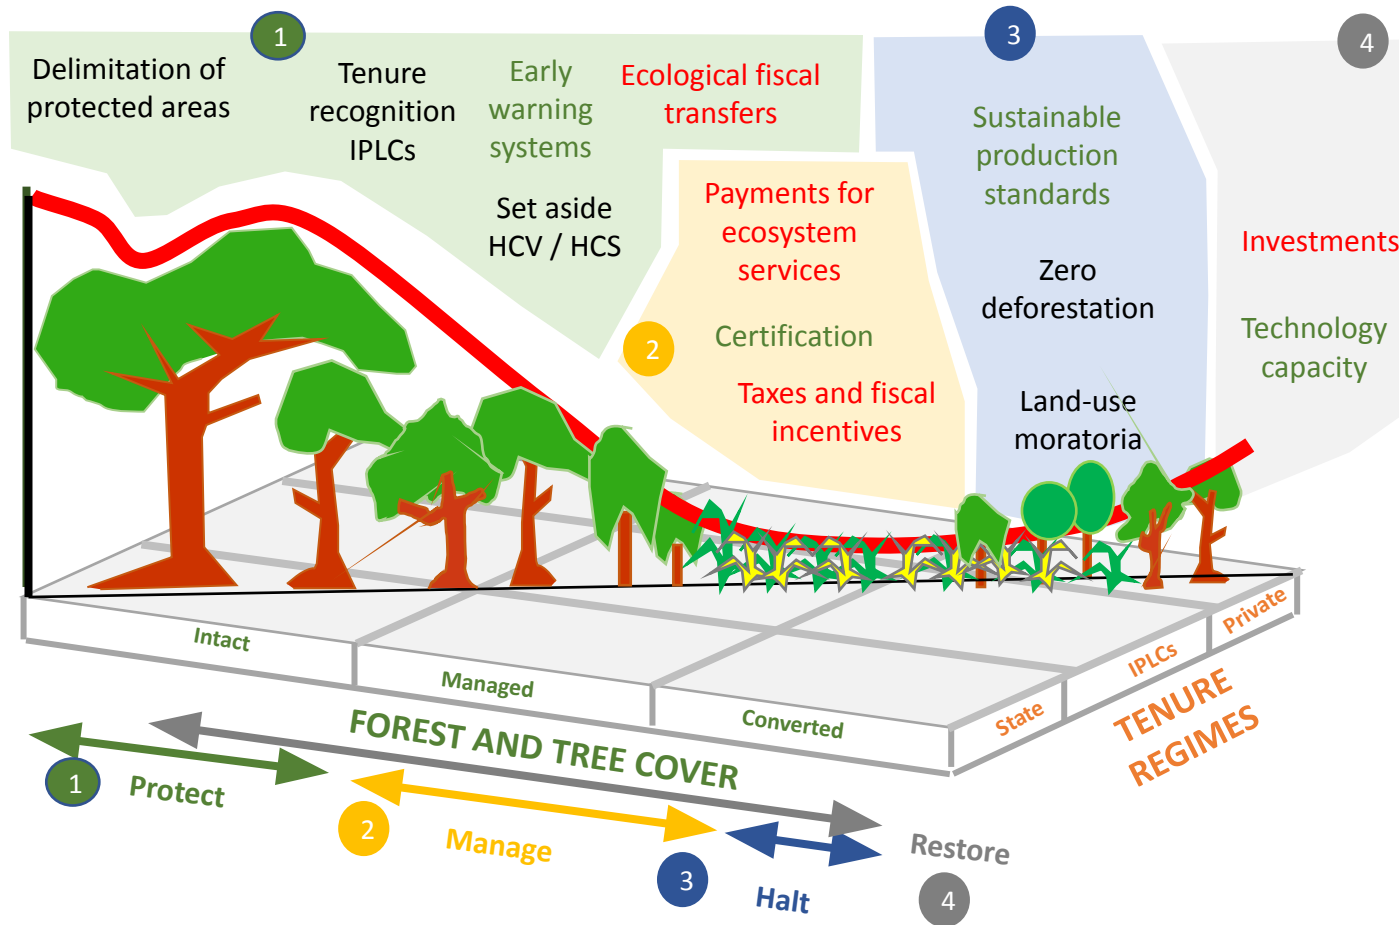 1
Delimitation of
protected areas
Tenure
recognition
IPLCs
Early
warning
systems
Ecological fiscal
transfers
Set aside
HCV / HCS
2
Payments for
ecosystem
services
Certification
Taxes and fiscal
incentives
3
Sustainable
production
standards
Zero
deforestation
Land-use
moratoria
4
Investments
Technology
capacity
Intact
Managed
Converted
State
IPLCs
Private
FOREST AND TREE COVER
TENURE
REGIMES
1
Protect
2
Manage
3
Halt
Restore
4